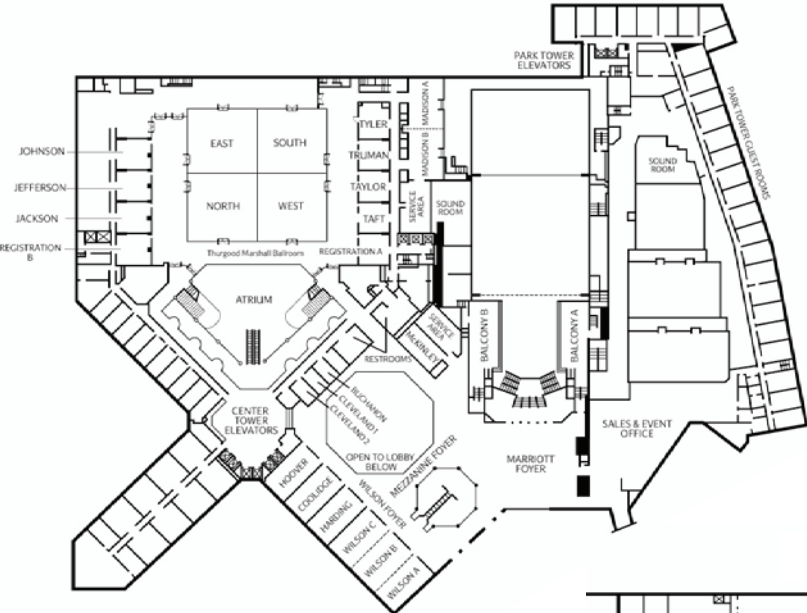 PARK TOWER
ELEVATORS
PARK TOWER GUEST ROOMS
MADISON A
MADISON B
TYLER
TRUMAN
TAYLOR
TAFT
EAST
SOUTH
NORTH
WEST
JOHNSON
JEFFERSON
JACKSON
REGISTRATION
B
SOUND
ROOM
SERVICE
AREA
SOUND
ROOM
Thurgood Marshall Ballroom
REGISTRATION A
ATRIUM
SERVICE
AREA
McKINLEY
RESTROOMS
BALCONY B
BALCONY A
BUCHANON
CLEVELAND 1
CLEVELAND 2
CENTER
TOWER
ELEVATORS
OPEN TO LOBBY
BELOW
MEZZANINE FOYER
MARRIOTT
FOYER
SALES & EVENT
OFFICE
HOOVER
COOLIDGE
HARDING
WILSON FOYER
WILSON C
WILSON B
WILSON A